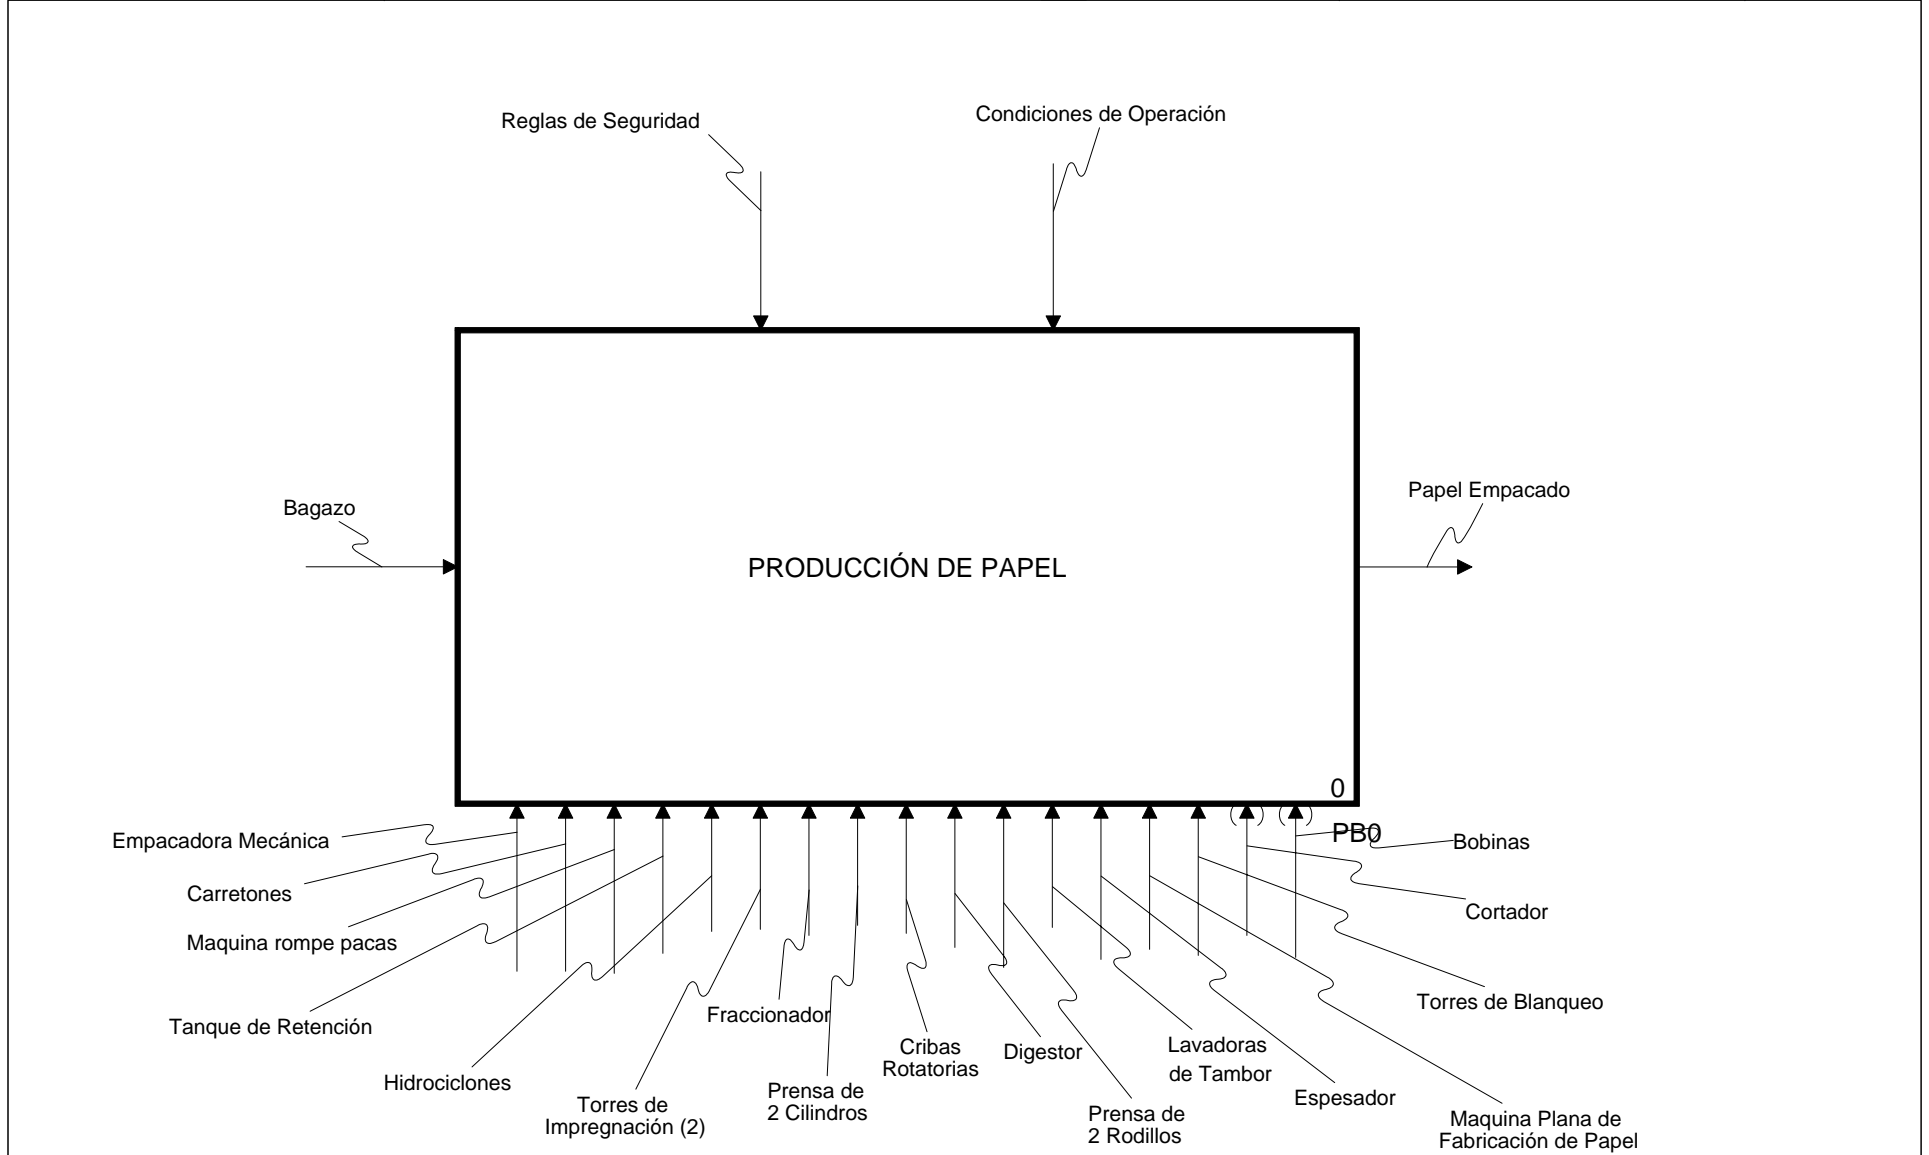 Condiciones de Operación
Reglas de Seguridad
Papel Empacado
Bagazo
PRODUCCIÓN DE PAPEL
0
PB0
Empacadora Mecánica
Bobinas
Carretones
Cortador
Maquina rompe pacas
Torres de Blanqueo
Fraccionador
Tanque de Retención
Cribas
Rotatorias
Digestor
Lavadoras
de Tambor
Hidrociclones
Prensa de
2 Cilindros
Espesador
Torres de
Impregnación (2)
Prensa de
2 Rodillos
Maquina Plana de
Fabricación de Papel